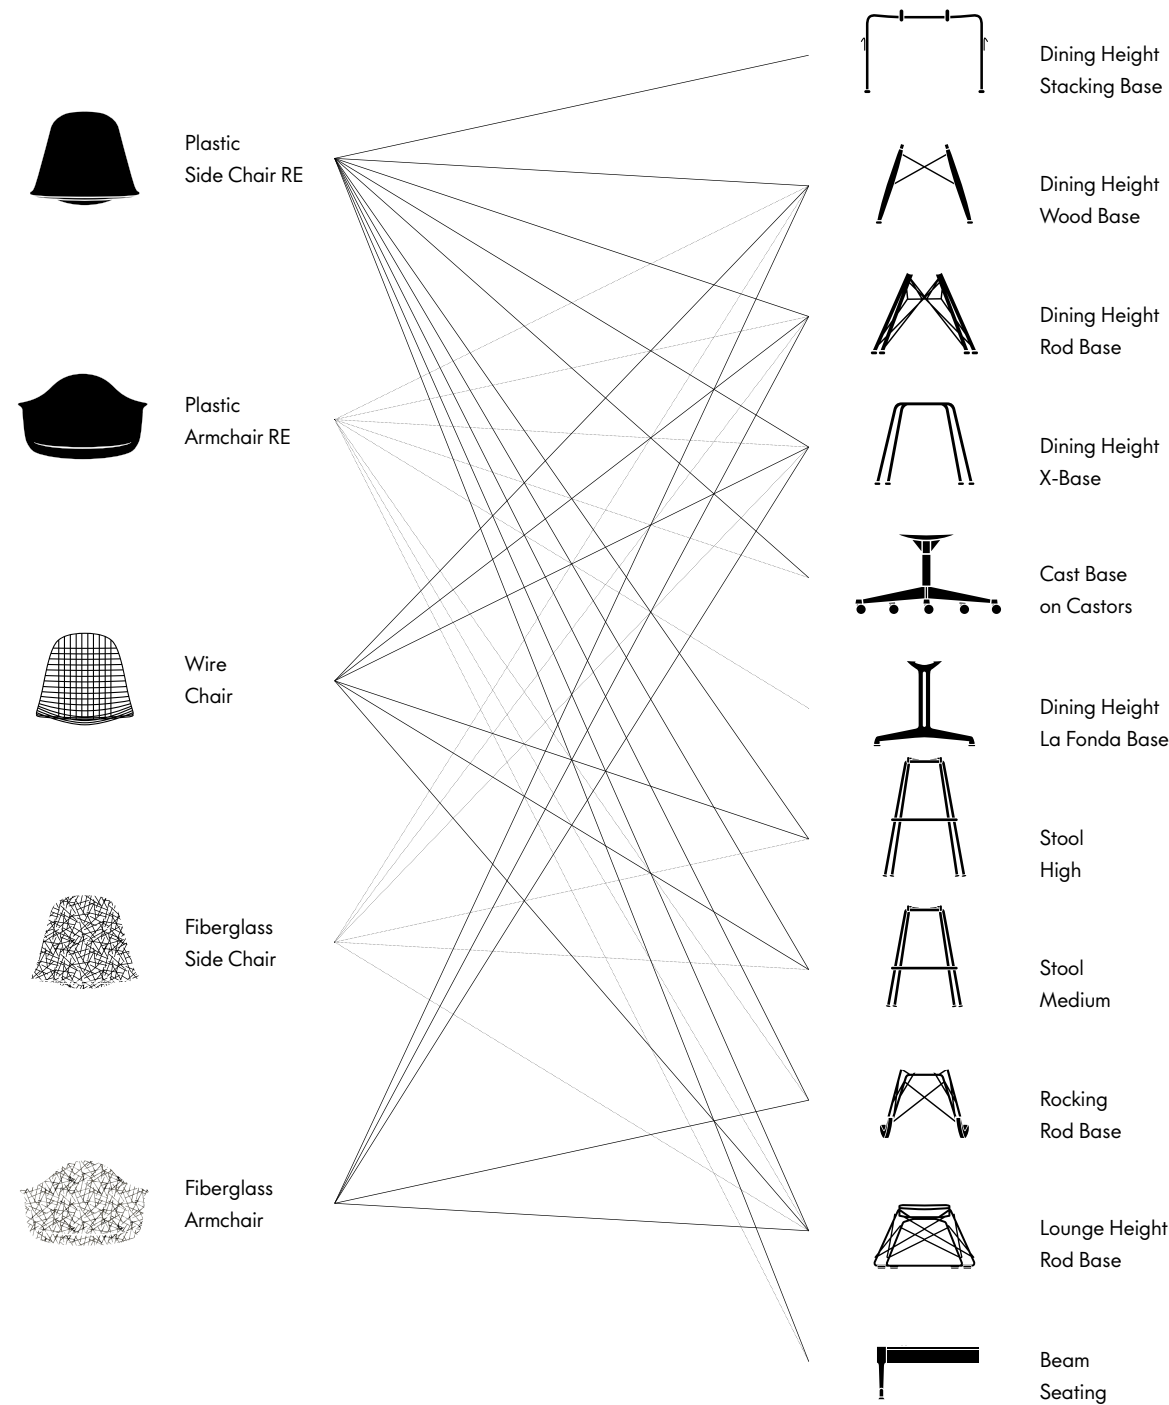 Plastic
Side Chair RE
Plastic
Armchair RE
Wire
Chair
Fiberglass
Side Chair
Fiberglass
Armchair
Dining Height
Stacking Base
Dining Height
Wood Base
Dining Height
Rod Base
Dining Height
X-Base
Cast Base
on Castors
Dining Height
La Fonda Base
Stool
High
Stool
Medium
Rocking
Rod Base
Lounge Height
Rod Base
Beam
Seating